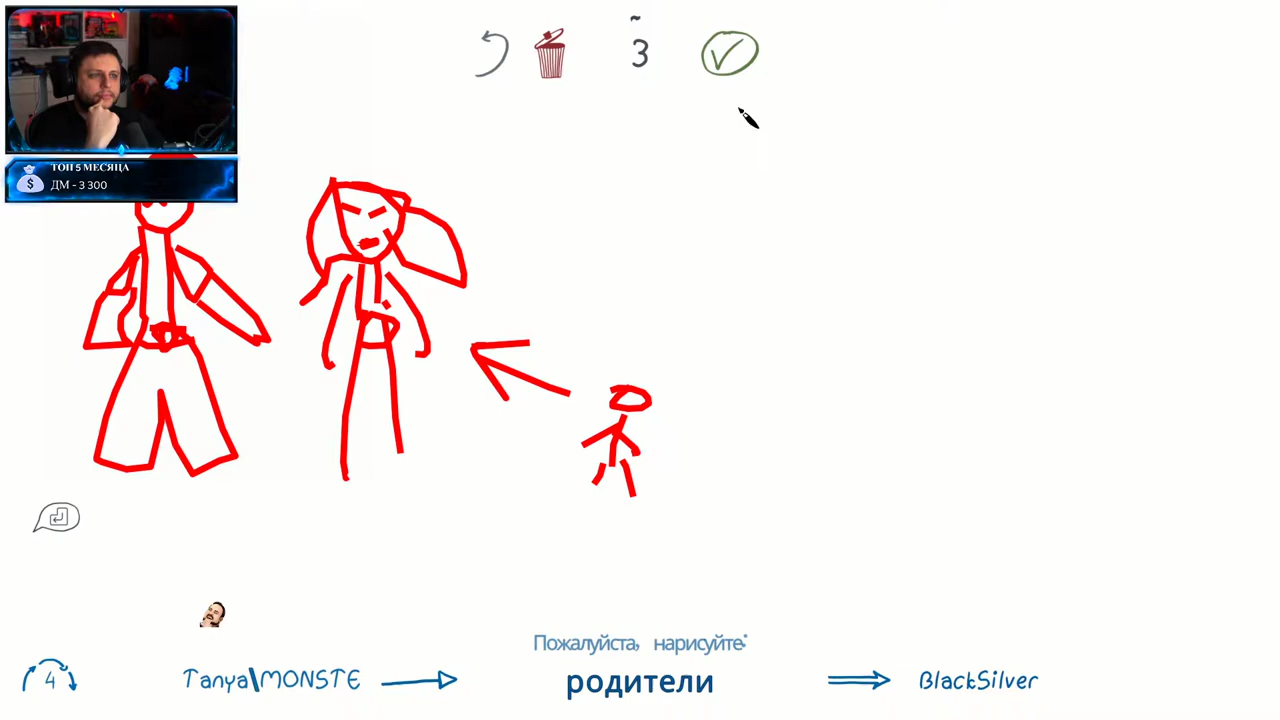 ТОП 5 МЕСЯЦА
ДМ - 3 300
~
3
Пожалуйста, нарисуйте:
4
Tanya\MONSTE
родители
BlackSilver